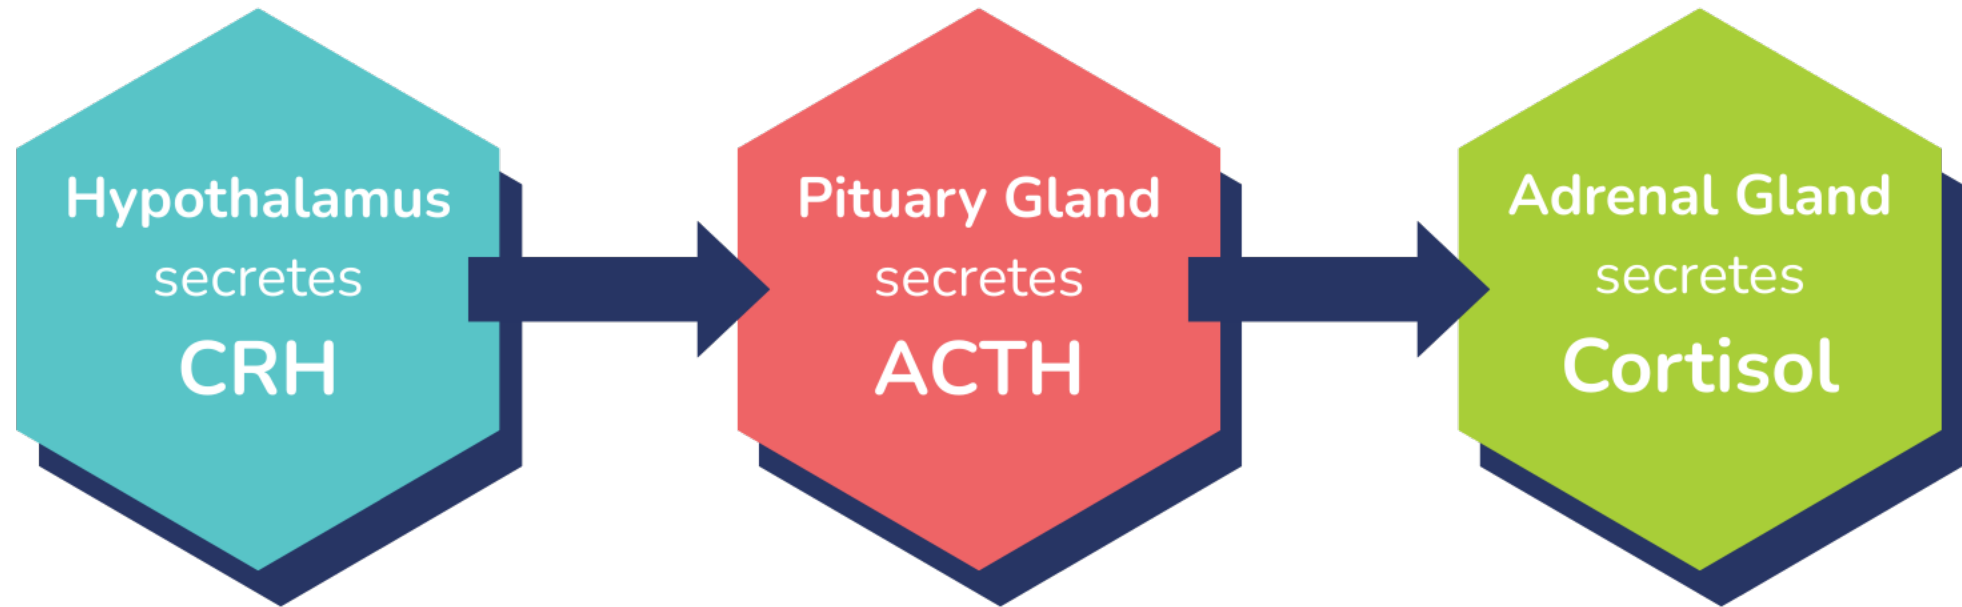 Hypothalamus
secretes
CRH
Pituary Gland
secretes
ACTH
Adrenal Gland
secretes
Cortisol